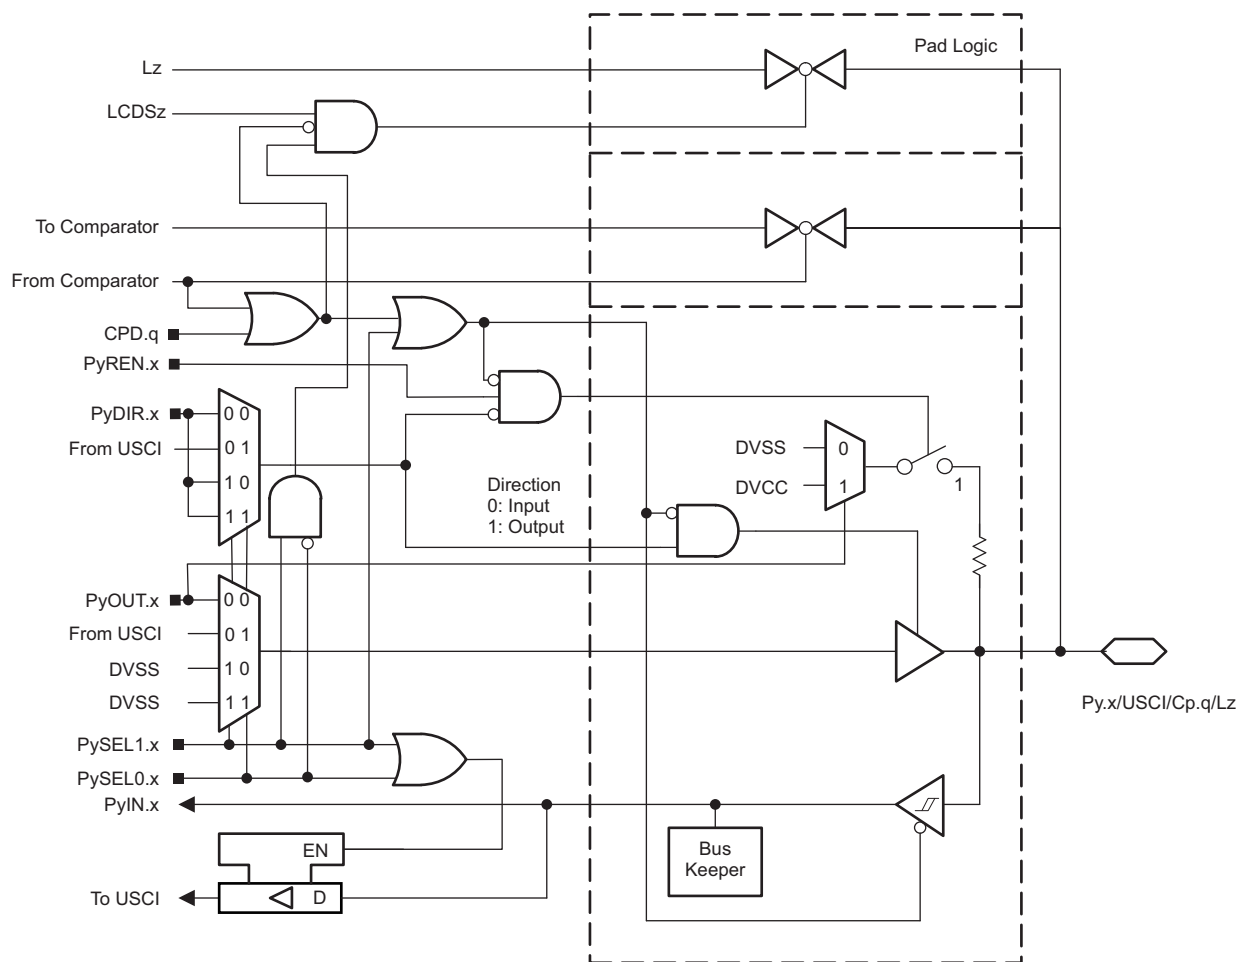 Pad Logic
Lz
LCDSz
To Comparator
From Comparator
CPD.q
PyREN.x
PyDIR.x
0 0
From USCI
0 1
1 0
1 1
DVSS
0
DVCC
1
1
Direction
0: Input
1: Output
PyOUT.x
0 0
From USCI
0 1
DVSS
1 0
DVSS
1 1
Py.x/USCI/Cp.q/Lz
PySEL1.x
PySEL0.x
PyIN.x
Bus
Keeper
EN
To USCI
D